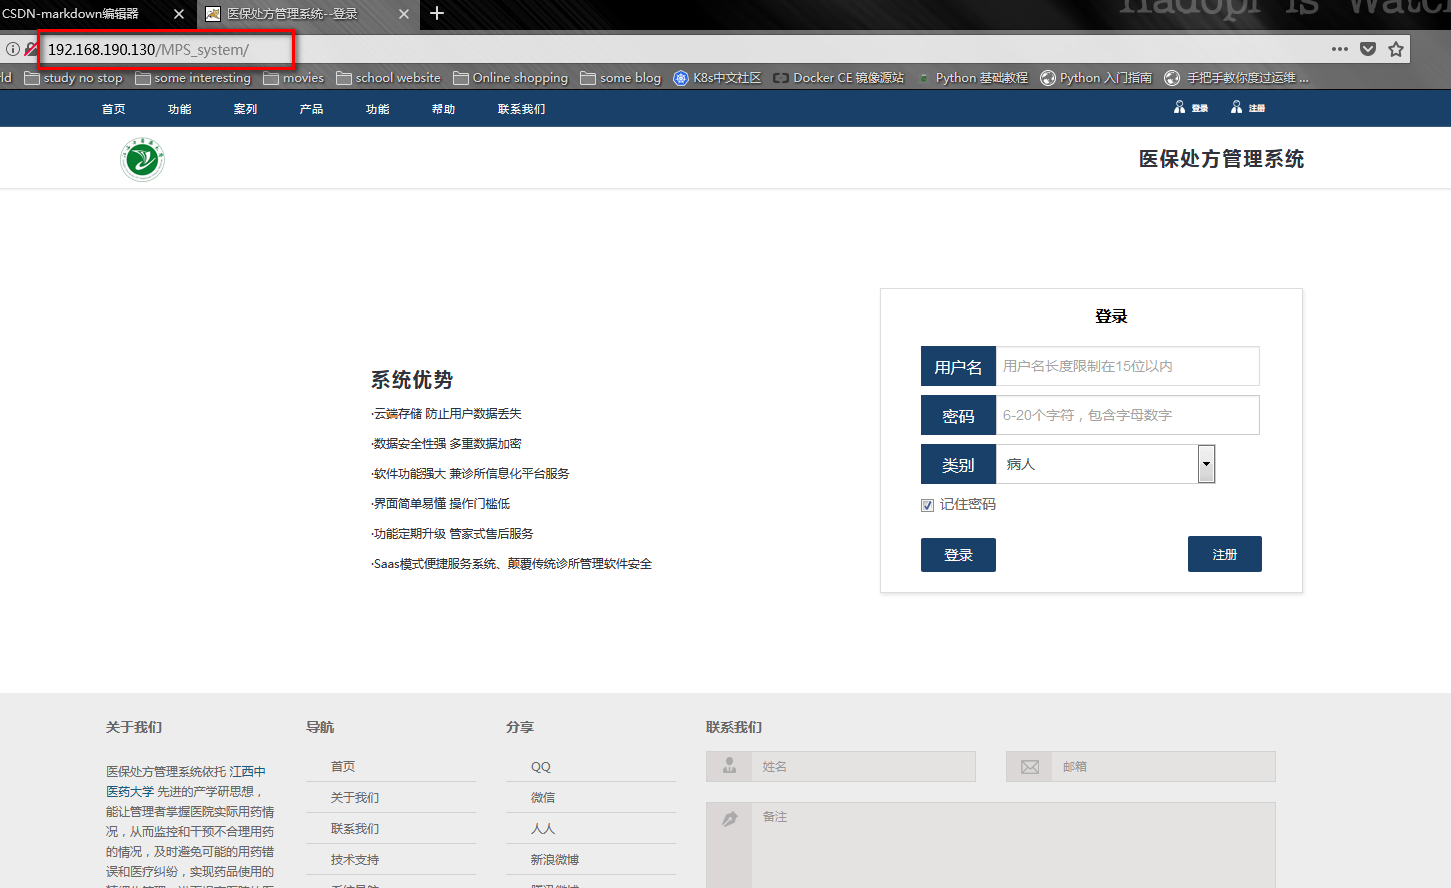 CSDN-markdown编辑器
医保处方管理系统--登录
192.168.190.130/MPS_system/
ld study no stop some interesting movies school website Online shopping some blog K8s中文社区 Docker CE 镜像源站 Python 基础教程 Python 入门指南 手把手教你度过运维 ...
首页 功能 案列 产品 功能 帮助 联系我们 登录 注册
医保处方管理系统
登录
用户名 用户名长度限制在15位以内
密码 6-20个字符，包含字母数字
类别 病人
记住密码
登录 注册
系统优势
·云端存储 防止用户数据丢失
·数据安全性强 多重数据加密
·软件功能强大 兼诊所信息化平台服务
·界面简单易懂 操作门槛低
·功能定期升级 管家式售后服务
·Saas模式便捷服务系统、颠覆传统诊所管理软件安全
关于我们
医保处方管理系统依托 江西中
医药大学 先进的产学研思想，
能让管理者掌握医院实际用药情
况，从而监控和干预不合理用药
的情况，及时避免可能的用药错
误和医疗纠纷，实现药品使用的
导航
首页
关于我们
联系我们
技术支持
分享
QQ
微信
人人
新浪微博
联系我们
姓名 邮箱
备注